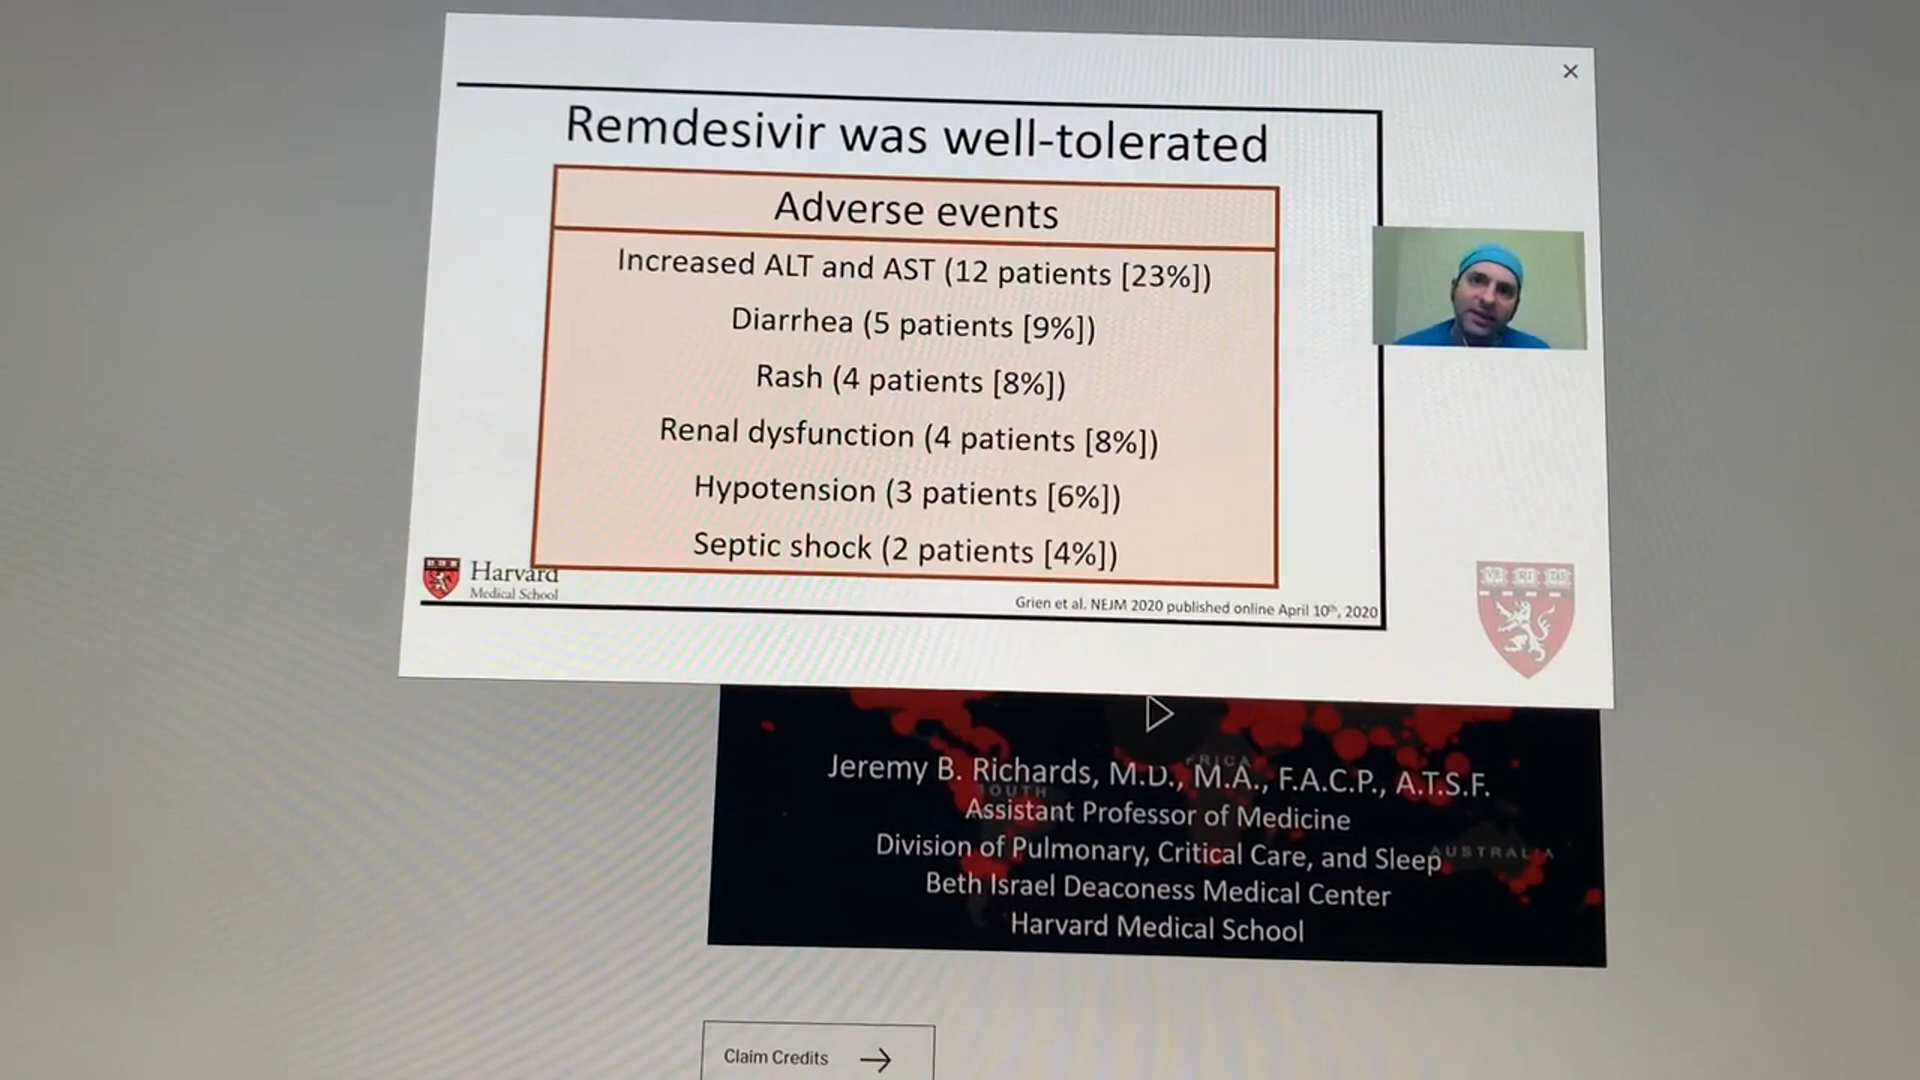 Remdesivir was well-tolerated
Adverse events
Increased ALT and AST (12 patients [23%])
Diarrhea (5 patients [9%])
Rash (4 patients [8%])
Renal dysfunction (4 patients [8%])
Hypotension (3 patients [6%])
Septic shock (2 patients [4%])
Harvard
Medical School
Grien et al. NEJM 2020 published online April 10th, 2020
Jeremy B. Richards, M.D., M.A., F.A.C.P., A.T.S.F.
Assistant Professor of Medicine
Division of Pulmonary, Critical Care, and Sleep
AUSTRALIA
Beth Israel Deaconess Medical Center
Harvard Medical School
Claim Credits